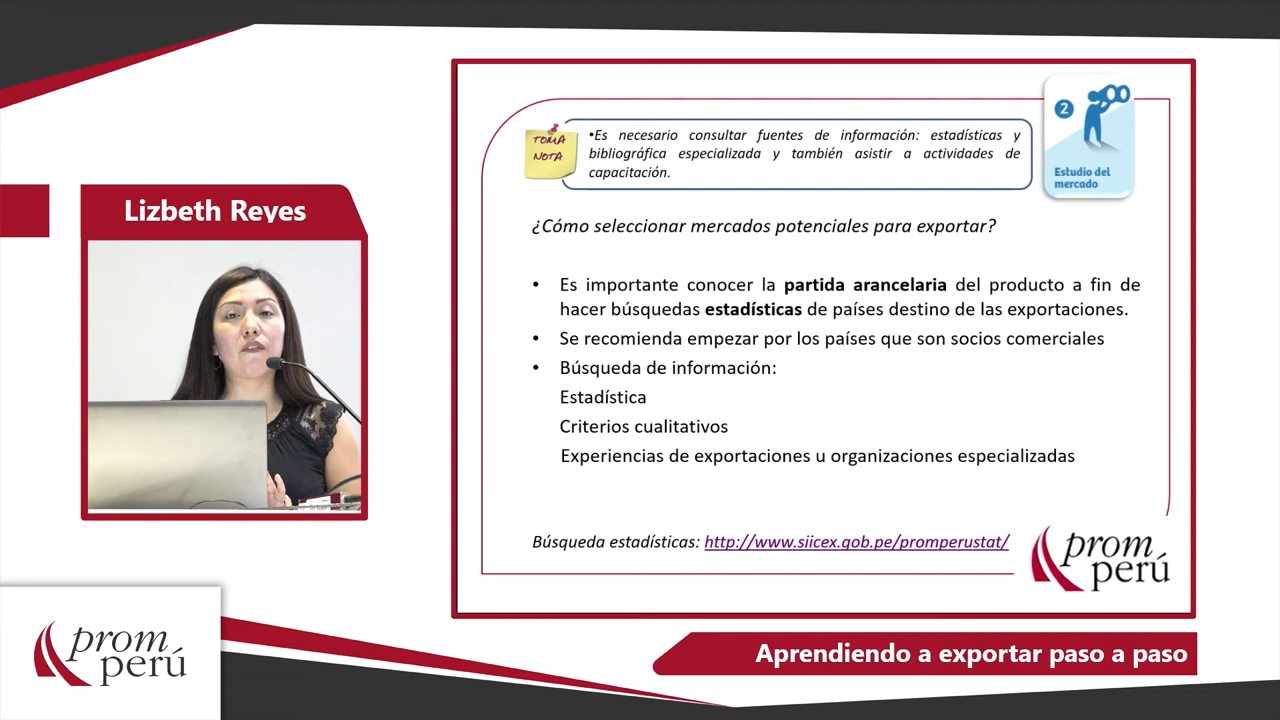 Lizbeth Reyes
TOMA
NOTA
•Es necesario consultar fuentes de información: estadísticas y
bibliográfica especializada y también asistir a actividades de
capacitación.
2
Estudio del
mercado
¿Cómo seleccionar mercados potenciales para exportar?
• Es importante conocer la partida arancelaria del producto a fin de
hacer búsquedas estadísticas de países destino de las exportaciones.
• Se recomienda empezar por los países que son socios comerciales
• Búsqueda de información:
Estadística
Criterios cualitativos
Experiencias de exportaciones u organizaciones especializadas
Búsqueda estadísticas: http://www.siicex.gob.pe/promperustat/
prom
perú
prom
perú
Aprendiendo a exportar paso a paso